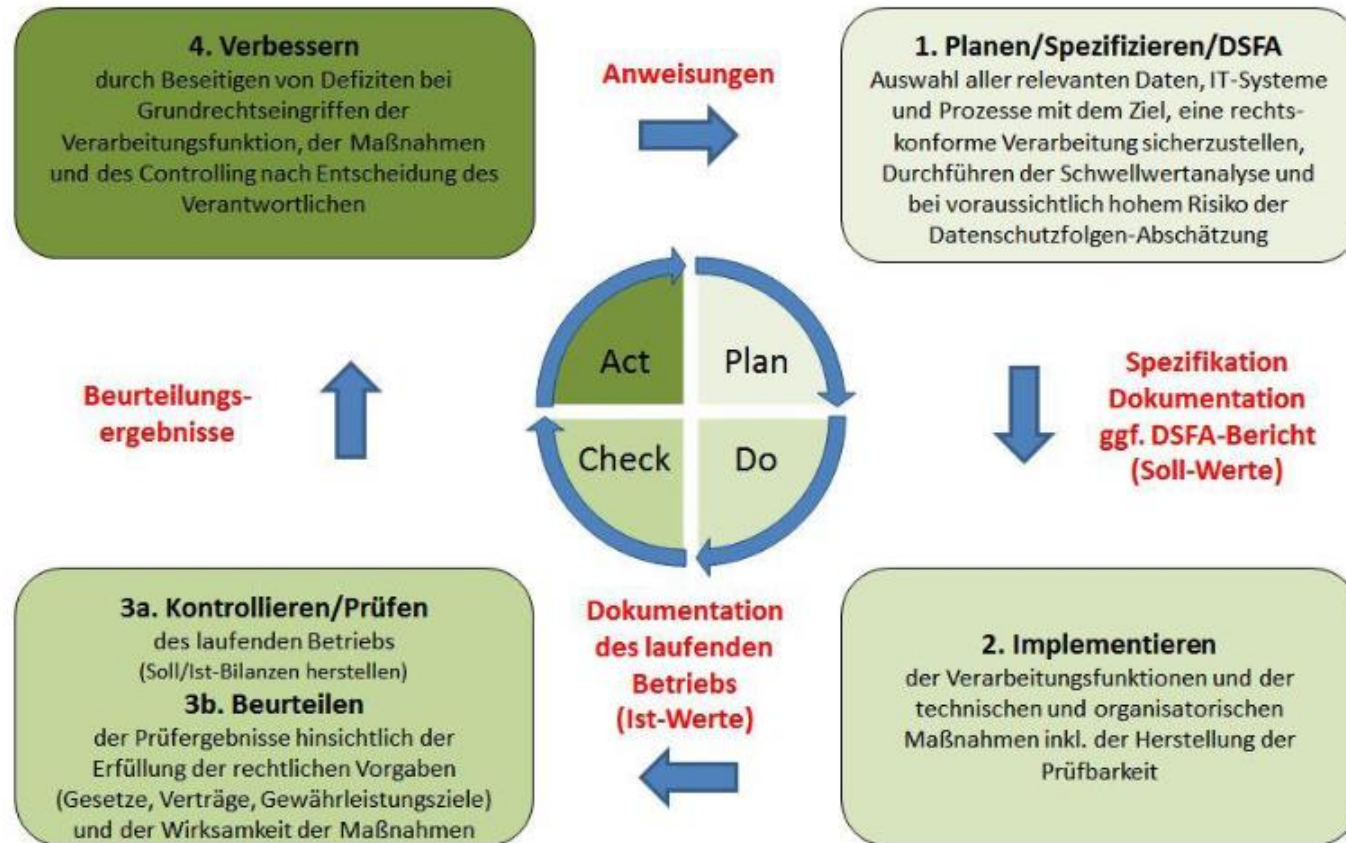 4. Verbessern
durch Beseitigen von Defiziten bei
Grundrechtseingriffen der
Verarbeitungsfunktion, der Maßnahmen
und des Controlling nach Entscheidung des
Verantwortlichen
Anweisungen
1. Planen/Spezifizieren/DSFA
Auswahl aller relevanten Daten, IT-Systeme
und Prozesse mit dem Ziel, eine rechts-
konforme Verarbeitung sicherzustellen,
Durchführen der Schwellwertanalyse und
bei voraussichtlich hohem Risiko der
Datenschutzfolgen-Abschätzung
Act
Plan
Check
Do
Beurteilungs-
ergebnisse
Spezifikation
Dokumentation
ggf. DSFA-Bericht
(Soll-Werte)
3a. Kontrollieren/Prüfen
des laufenden Betriebs
(Soll/Ist-Bilanzen herstellen)
3b. Beurteilen
der Prüfergebnisse hinsichtlich der
Erfüllung der rechtlichen Vorgaben
(Gesetze, Verträge, Gewährleistungsziele)
und der Wirksamkeit der Maßnahmen
Dokumentation
des laufenden
Betriebs
(Ist-Werte)
2. Implementieren
der Verarbeitungsfunktionen und der
technischen und organisatorischen
Maßnahmen inkl. der Herstellung der
Prüfbarkeit